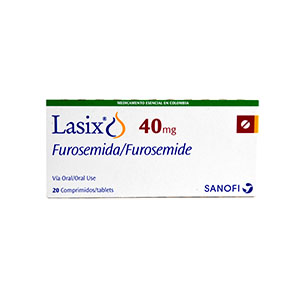 MEDICAMENTO ESENCIAL EN COLOMBIA
Lasix® 40mg
Furosemida/Furosemide
Vía Oral/Oral Use
20 Comprimidos/tablets
SANOFI